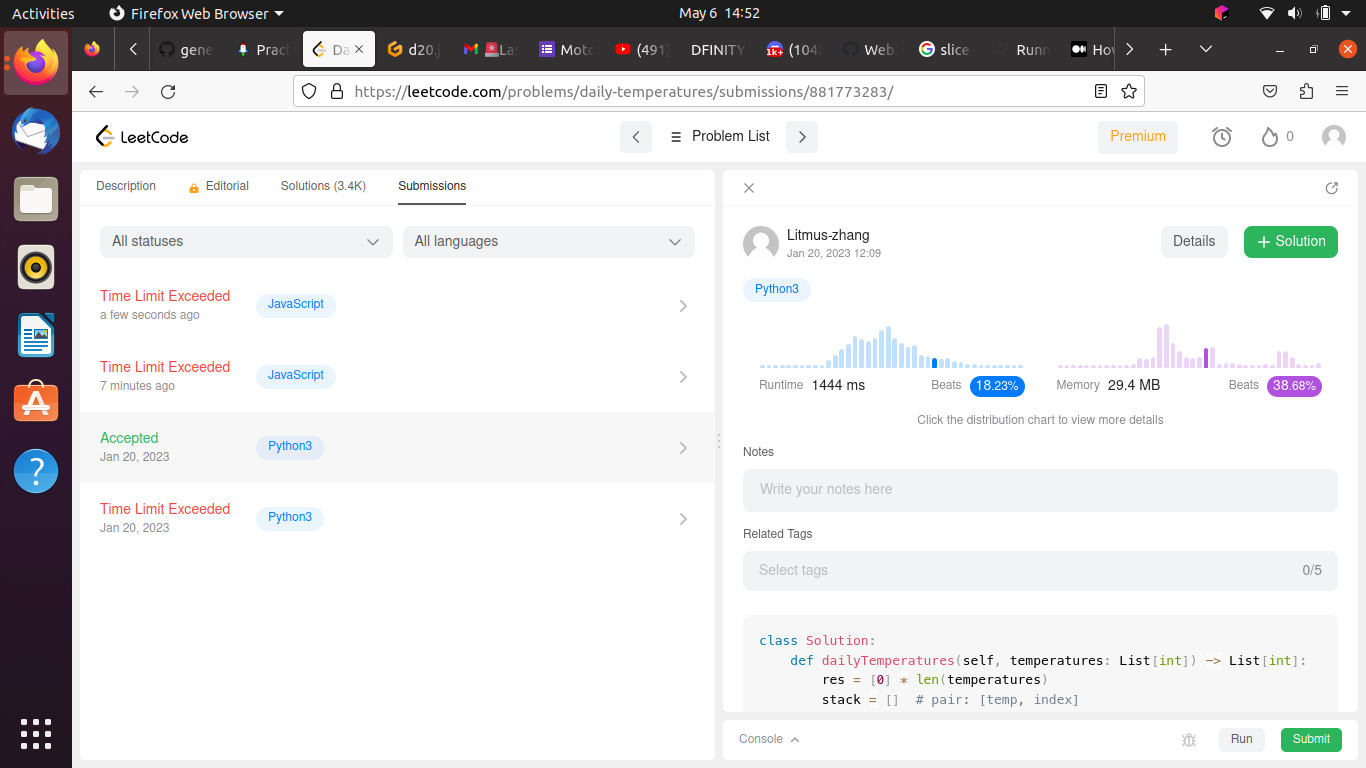 Activities
Firefox Web Browser
May 6 14:52
gene
Pract
Da
d20.j
La
Moto
(491)
DFINITY
(104
Web
slice
Runn
How
https://leetcode.com/problems/daily-temperatures/submissions/881773283/
LeetCode
Problem List
Premium
0
Description
Editorial
Solutions (3.4K)
Submissions
All statuses
All languages
Time Limit Exceeded
a few seconds ago
JavaScript
Time Limit Exceeded
7 minutes ago
JavaScript
Accepted
Jan 20, 2023
Python3
Time Limit Exceeded
Jan 20, 2023
Python3
Litmus-zhang
Jan 20, 2023 12:09
Details
+ Solution
Python3
Runtime 1444 ms
Beats 18.23%
Memory 29.4 MB
Beats 38.68%
Click the distribution chart to view more details
Notes
Write your notes here
Related Tags
Select tags
0/5
class Solution:
def dailyTemperatures(self, temperatures: List[int]) -> List[int]:
res = [0] * len(temperatures)
stack = [] # pair: [temp, index]
Console
Run
Submit